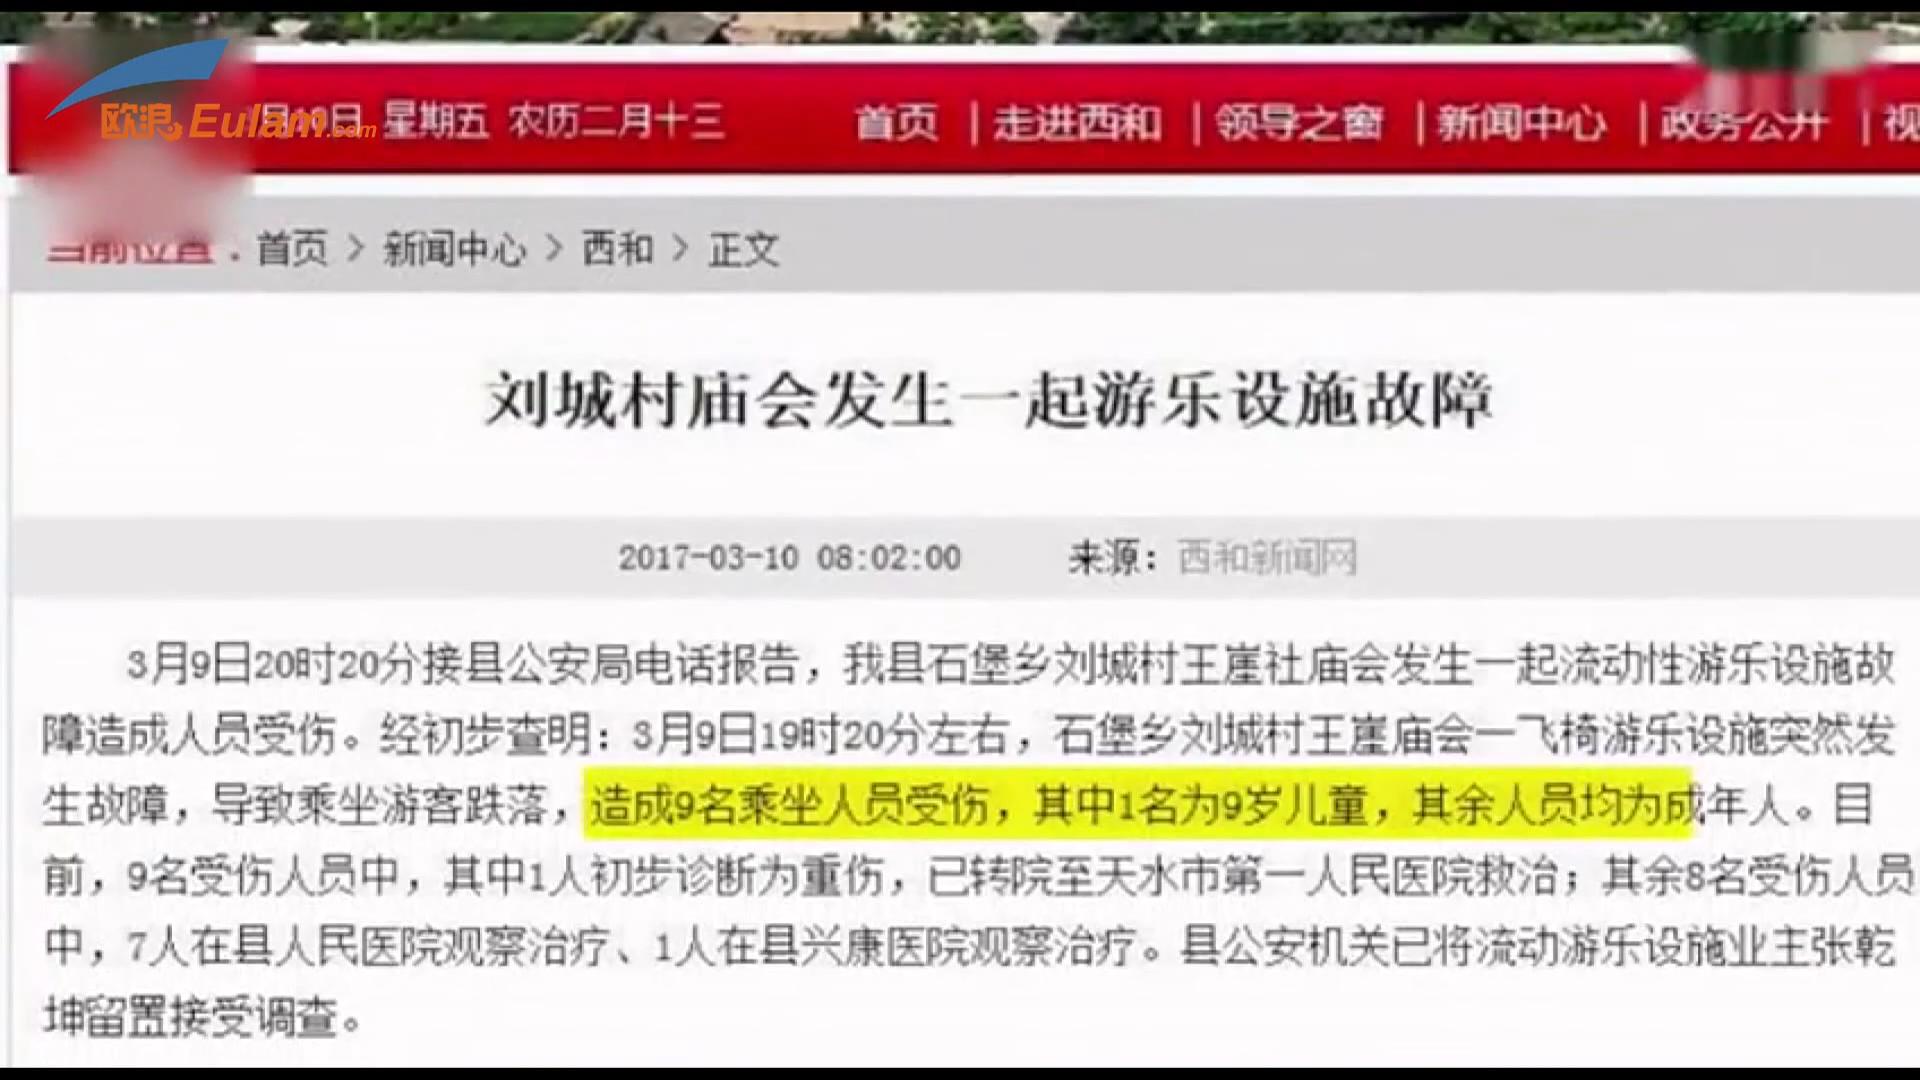 欧浪 Eulam.com
月10日 星期五 农历二月十三
首页 | 走进西和 | 领导之窗 | 新闻中心 | 政务公开 | 视
当前位置: 首页 > 新闻中心 > 西和 > 正文
刘城村庙会发生一起游乐设施故障
2017-03-10 08:02:00 来源: 西和新闻网
3月9日20时20分接县公安局电话报告，我县石堡乡刘城村王崖社庙会发生一起流动性游乐设施故
障造成人员受伤。经初步查明：3月9日19时20分左右，石堡乡刘城村王崖庙会一飞椅游乐设施突然发
生故障，导致乘坐游客跌落，造成9名乘坐人员受伤，其中1名为9岁儿童，其余人员均为成年人。目
前，9名受伤人员中，其中1人初步诊断为重伤，已转院至天水市第一人民医院救治；其余8名受伤人员
中，7人在县人民医院观察治疗、1人在县兴康医院观察治疗。县公安机关已将流动游乐设施业主张乾
坤留置接受调查。